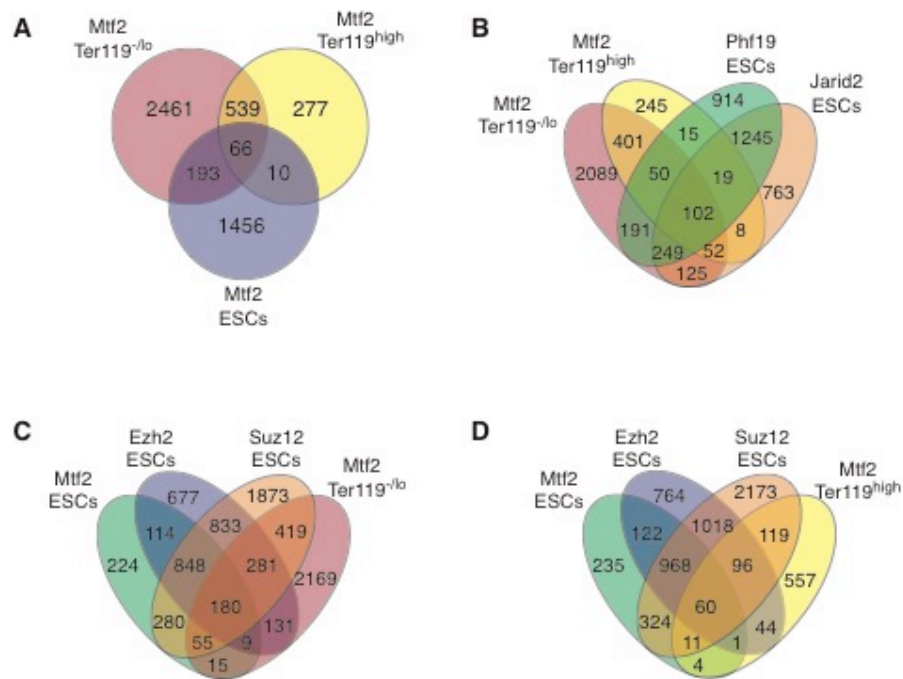 A
Mtf2
Ter119-/lo
Mtf2
Ter119high
2461
539
277
66
193
10
1456
Mtf2
ESCs
B
Mtf2
Ter119high
Phf19
ESCs
Jarid2
ESCs
Mtf2
Ter119-/lo
245
914
401
15
1245
2089
50
19
763
102
191
8
249
52
125
C
Ezh2
ESCs
Suz12
ESCs
Mtf2
ESCs
Mtf2
Ter119-/lo
677
1873
114
833
419
224
848
281
2169
180
280
131
55
9
15
D
Ezh2
ESCs
Suz12
ESCs
Mtf2
ESCs
Mtf2
Ter119high
764
2173
122
1018
119
235
968
96
557
60
324
44
11
1
4